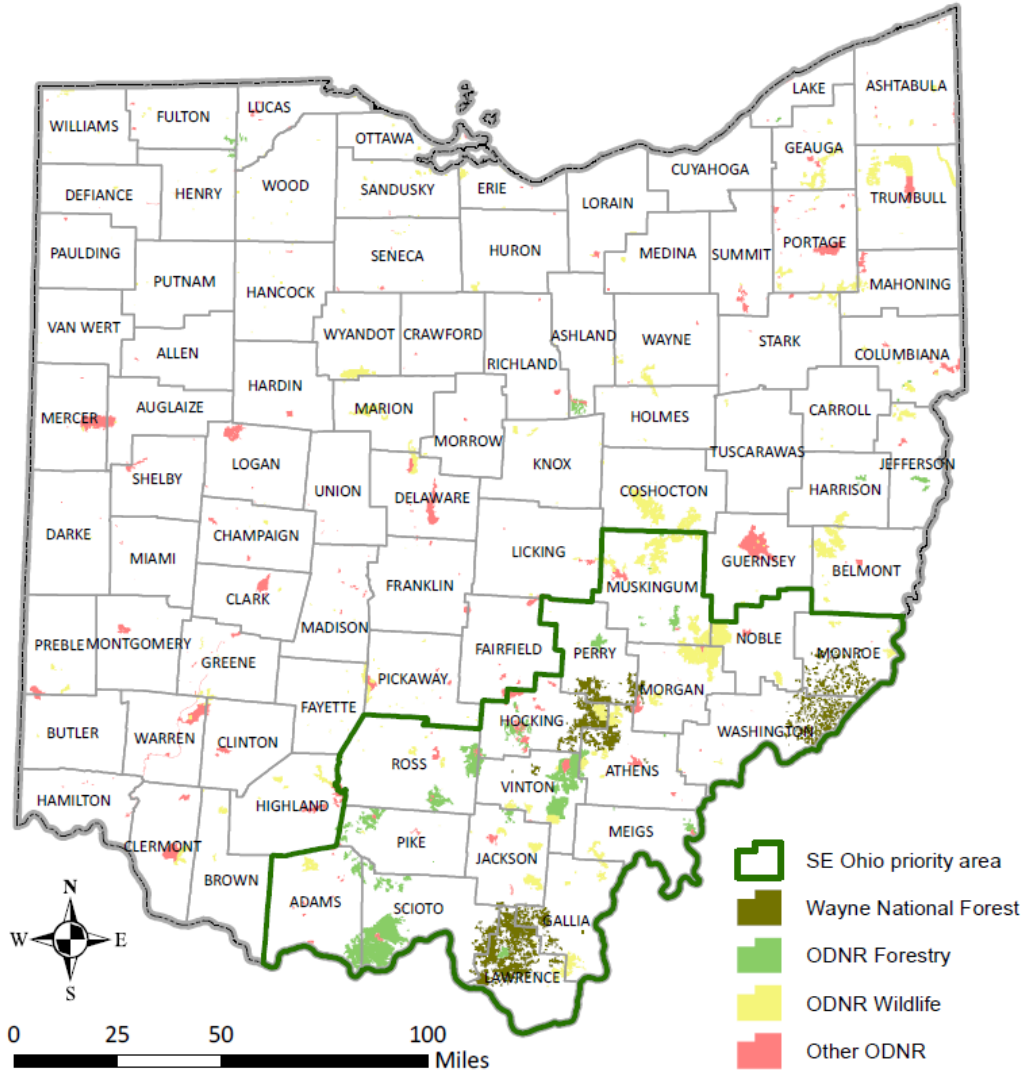 LAKE
ASHTABULA
WILLIAMS
FULTON
LUCAS
OTTAWA
GEAUGA
CUYAHOGA
DEFIANCE
HENRY
WOOD
SANDUSKY
ERIE
LORAIN
TRUMBULL
PAULDING
SENECA
HURON
MEDINA
SUMMIT
PORTAGE
PUTNAM
HANCOCK
MAHONING
VAN WERT
WYANDOT
CRAWFORD
ASHLAND
WAYNE
STARK
ALLEN
RICHLAND
COLUMBIANA
HARDIN
MERCER
AUGLAIZE
MARION
HOLMES
CARROLL
MORROW
TUSCARAWAS
LOGAN
KNOX
JEFFERSON
SHELBY
UNION
DELAWARE
COSHOCTON
HARRISON
DARKE
CHAMPAIGN
MIAMI
LICKING
GUERNSEY
BELMONT
FRANKLIN
MUSKINGUM
CLARK
MADISON
PREBLE
MONTGOMERY
FAIRFIELD
PERRY
NOBLE
MONROE
GREENE
PICKAWAY
MORGAN
FAYETTE
HOCKING
BUTLER
WARREN
CLINTON
WASHINGTON
ROSS
ATHENS
VINTON
HAMILTON
HIGHLAND
PIKE
MEIGS
CLERMONT
JACKSON
BROWN
ADAMS
SCIOTO
GALLIA
LAWRENCE
SE Ohio priority area
Wayne National Forest
ODNR Forestry
ODNR Wildlife
Other ODNR
N
W E
S
0 25 50 100
Miles